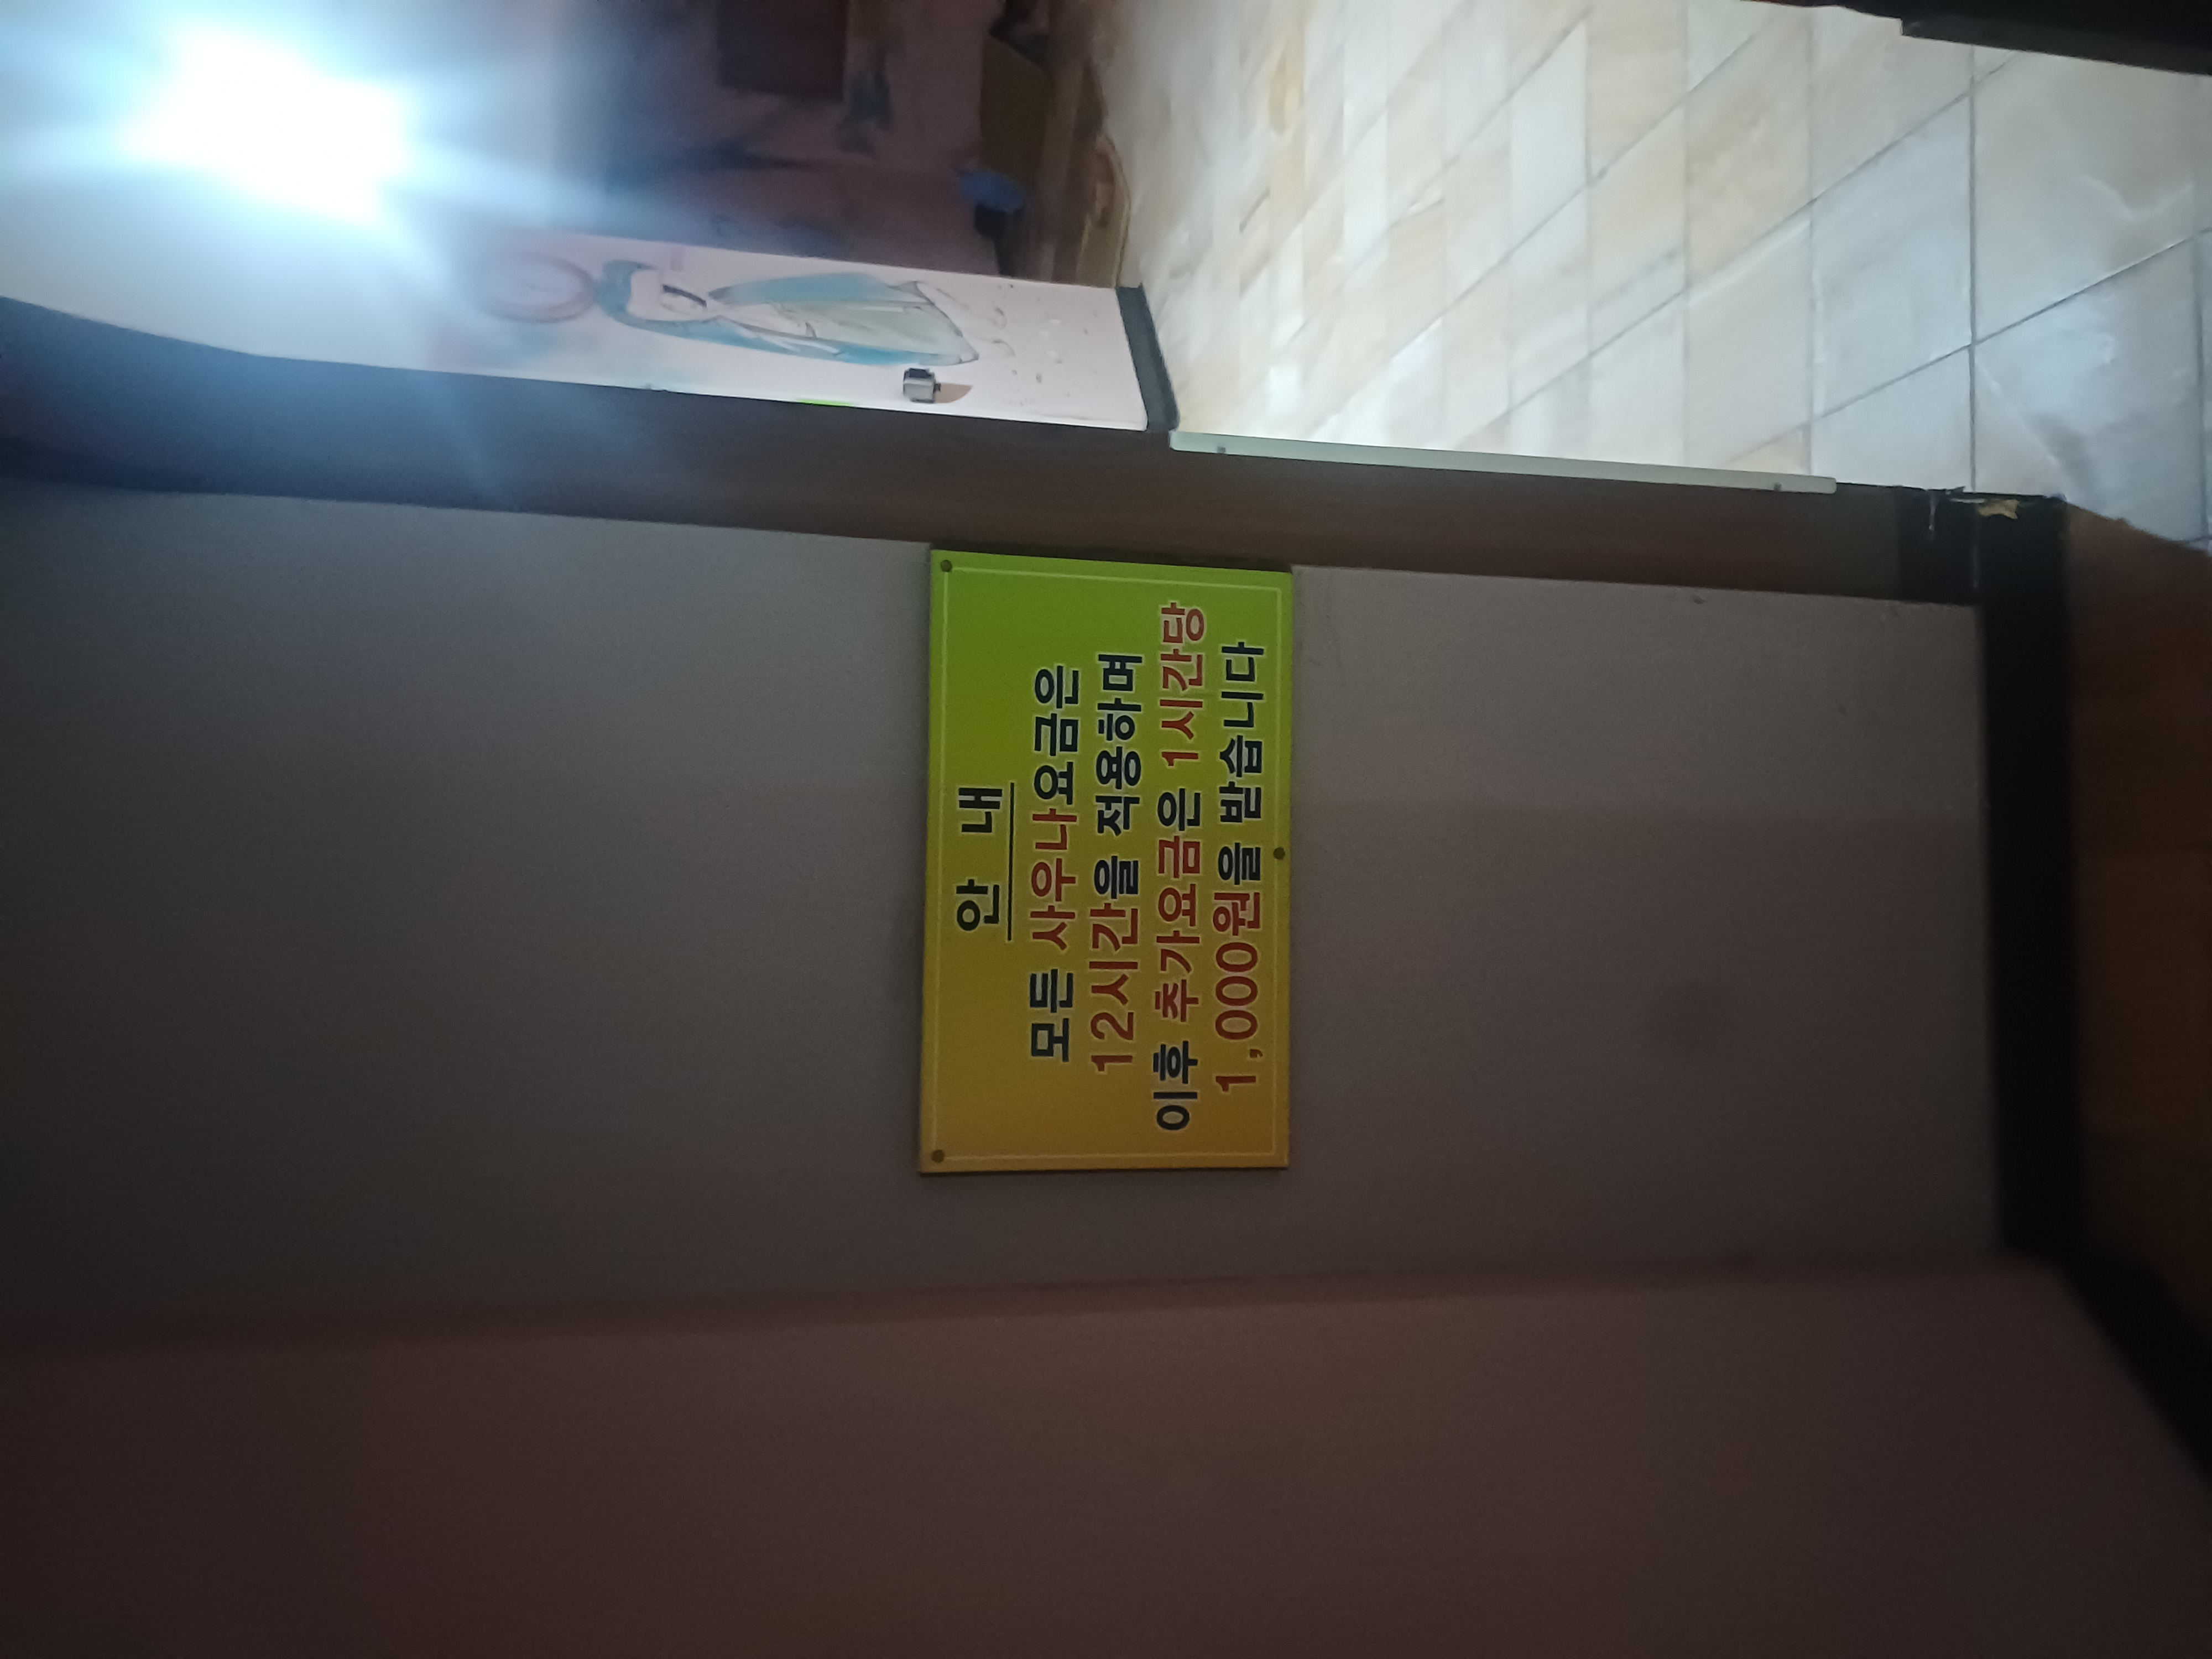 안 내
모든 사우나요금은
12시간을 적용하며
이후 추가요금은 1시간당
1,000원을 받습니다